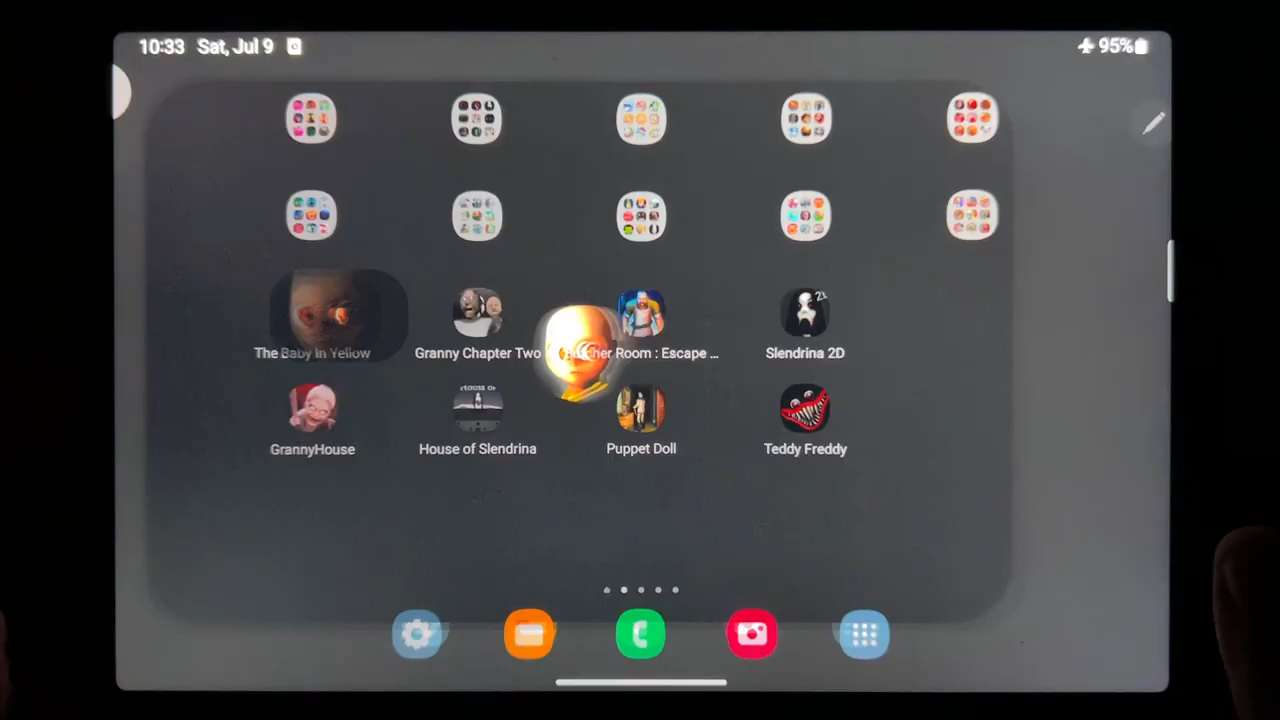 10:33 Sat, Jul 9
95%
The Baby In Yellow
Granny Chapter Two
cher Room : Escape ...
Slendrina 2D
GrannyHouse
House of Slendrina
Puppet Doll
Teddy Freddy